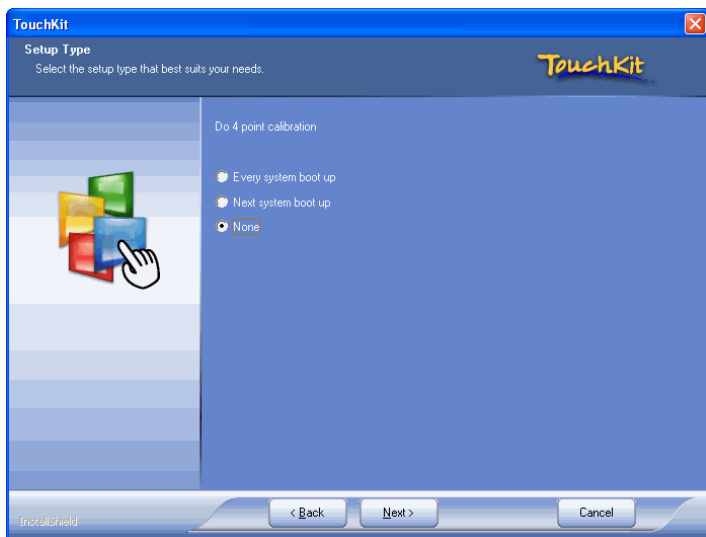 TouchKit
Setup Type
Select the setup type that best suits your needs.
TouchKit
Do 4 point calibration
Every system boot up
Next system boot up
None
InstallShield
< Back
Next >
Cancel